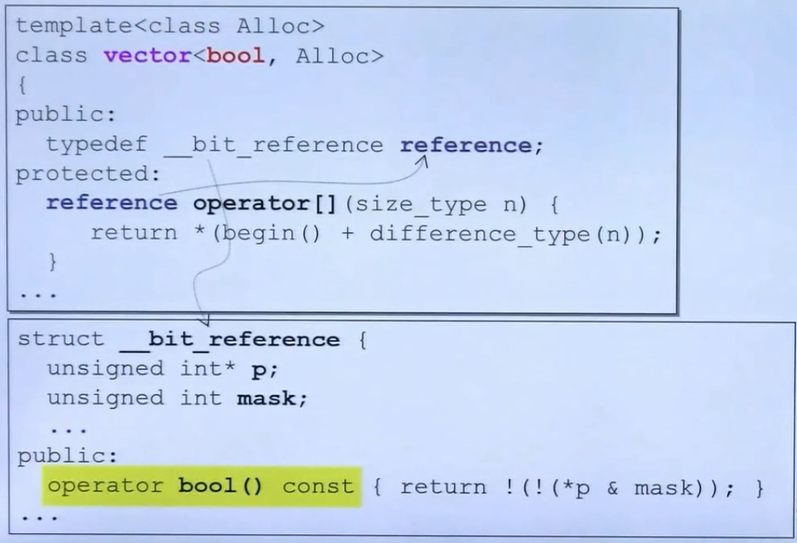 template<class Alloc>
class vector<bool, Alloc>
{
public:
typedef __bit_reference reference;
protected:
reference operator[](size_type n) {
return *(begin() + difference_type(n));
}
...
struct __bit_reference {
unsigned int* p;
unsigned int mask;
...
public:
operator bool() const { return !(!(*p & mask)); }
...